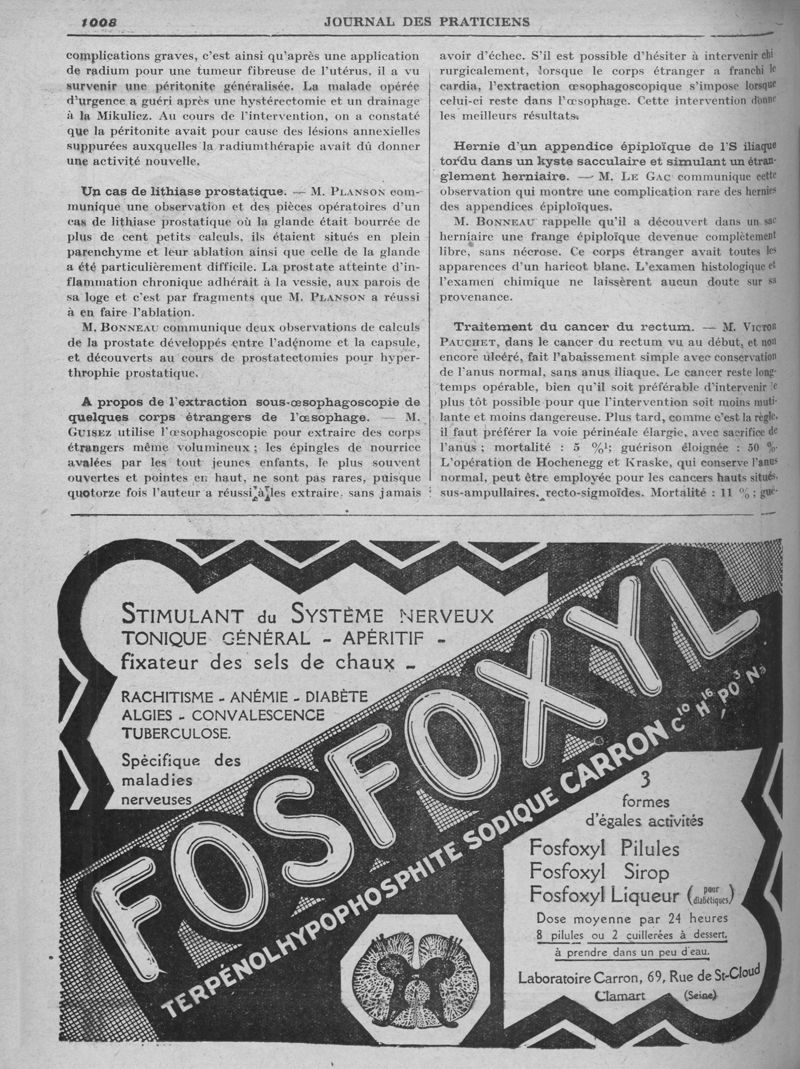 1008
JOURNAL DES PRATICIENS
complications graves, c'est ainsi qu'après une application
de radium pour une tumeur fibreuse de l'utérus, il a vu
survenir une péritonite généralisée. La malade opérée
d'urgence a guéri après une hystérectomie et un drainage
à la Mikulicz. Au cours de l'intervention, on a constaté
que la péritonite avait pour cause des lésions annexielles
suppurées auxquelles la radiumthérapie avait dû donner
une activité nouvelle.
Un cas de lithiase prostatique. — M. PLANSON com-
munique une observation et des pièces opératoires d'un
cas de lithiase prostatique où la glande était bourrée de
plus de cent petits calculs, ils étaient situés en plein
parenchyme et leur ablation ainsi que celle de la glande
a été particulièrement difficile. La prostate atteinte d'in-
flammation chronique adhérait à la vessie, aux parois de
sa loge et c'est par fragments que M. PLANSON a réussi
à en faire l'ablation.
M. BONNEAU communique deux observations de calculs
de la prostate développés entre l'adénome et la capsule,
et découverts au cours de prostatectomies pour hyper-
throphie prostatique.
A propos de l'extraction sous-œsophagoscopie de
quelques corps étrangers de l'œsophage. — M.
GUISEZ utilise l'œsophagoscopie pour extraire des corps
étrangers même volumineux ; les épingles de nourrice
avalées par les tout jeunes enfants, le plus souvent
ouvertes et pointes en haut, ne sont pas rares, puisque
quotorze fois l'auteur a réussi à les extraire, sans jamais
avoir d'échec. S'il est possible d'hésiter à intervenir chi
rurgicalement, lorsque le corps étranger a franchi le
cardia, l'extraction œsophagoscopique s'impose lorsque
celui-ci reste dans l'œsophage. Cette intervention donne
les meilleurs résultats.
Hernie d'un appendice épiploïque de l'S iliaque
tordu dans un kyste sacculaire et simulant un étran-
glement herniaire. — M. LE GAC communique cette
observation qui montre une complication rare des hernies
des appendices épiploïques.
M. BONNEAU rappelle qu'il a découvert dans un sac
herniaire une frange épiploïque devenue complètement
libre, sans nécrose. Ce corps étranger avait toutes les
apparences d'un haricot blanc. L'examen histologique et
l'examen chimique ne laissèrent aucun doute sur sa
provenance.
Traitement du cancer du rectum. — M. VICTOR
PAUCHET, dans le cancer du rectum vu au début, et non
encore ulcéré, fait l'abaissement simple avec conservation
de l'anus normal, sans anus iliaque. Le cancer reste long-
temps opérable, bien qu'il soit préférable d'intervenir le
plus tôt possible pour que l'intervention soit moins muti-
lante et moins dangereuse. Plus tard, comme c'est la règle,
il faut préférer la voie périnéale élargie, avec sacrifice de
l'anus ; mortalité : 5 % ; guérison éloignée : 50 %.
L'opération de Hochenegg et Kraske, qui conserve l'anus
normal, peut être employée pour les cancers hauts situés,
sus-ampullaires, recto-sigmoïdes. Mortalité : 11 % ; gué-
STIMULANT du SYSTÈME NERVEUX
TONIQUE GÉNÉRAL - APÉRITIF -
fixateur des sels de chaux -
RACHITISME - ANÉMIE - DIABÈTE
ALGIES - CONVALESCENCE
TUBERCULOSE.
Spécifique des
maladies
nerveuses
FOSFOXYL
TERPÉNOLHYPOPHOSPHITE SODIQUE CARRON C10 H16 PO3 Na
3
formes
d'égales activités
Fosfoxyl Pilules
Fosfoxyl Sirop
Fosfoxyl Liqueur (pour diabétiques)
Dose moyenne par 24 heures
8 pilules ou 2 cuillerées à dessert,
à prendre dans un peu d'eau.
Laboratoire Carron, 69, Rue de St-Cloud
Clamart (Seine)